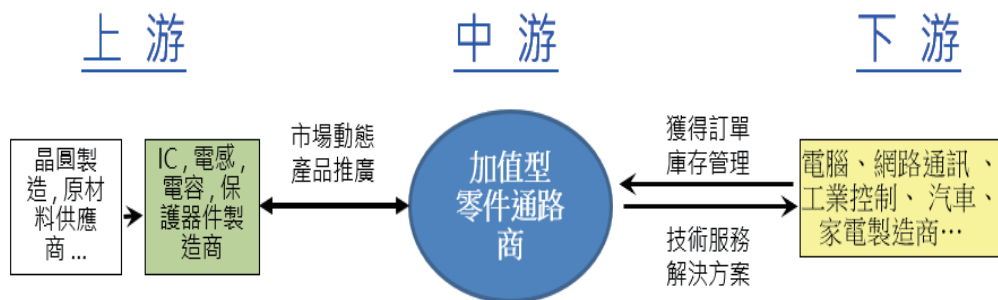 上 游
中 游
下 游
晶圓製
造 , 原材
料供應
商 ...
IC , 電感 ,
電容 , 保
護器件製
造商
市場動態
產品推廣
加值型
零件通路
商
獲得訂單
庫存管理
技術服務
解決方案
電腦、網路通訊 、
工業控制、 汽車、
家電製造商…